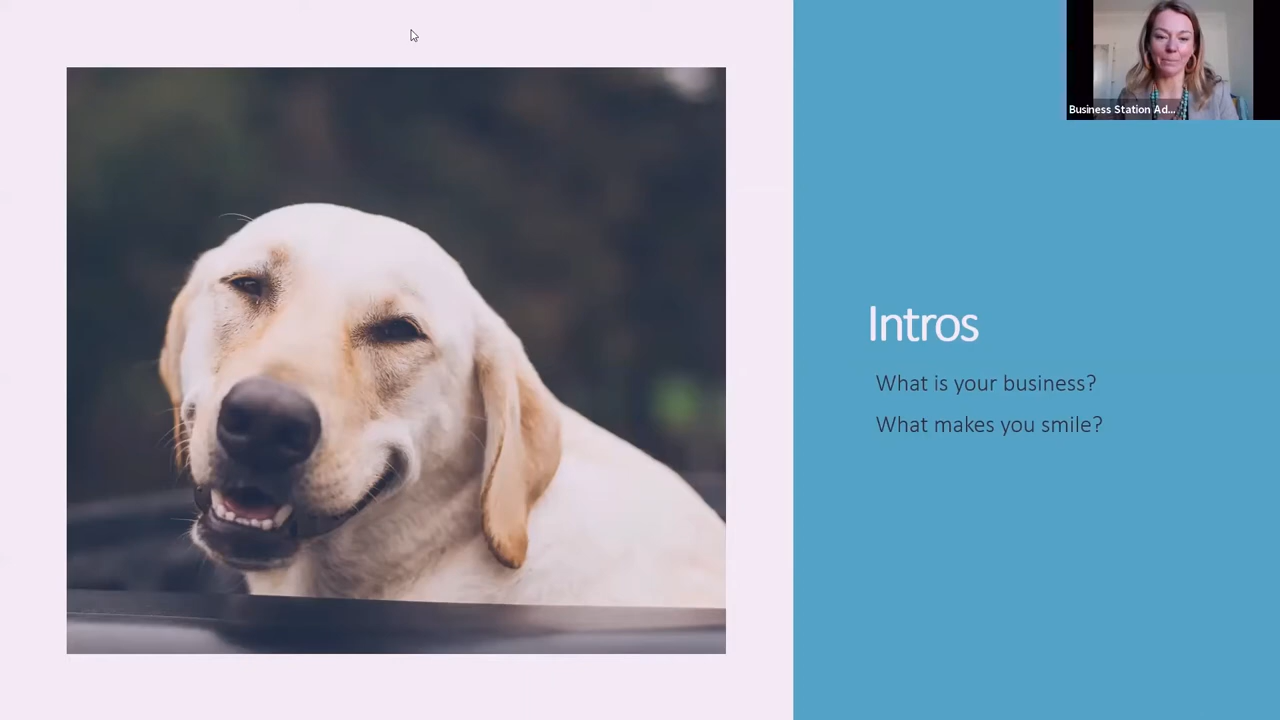 Business Station Ad...
Intros
What is your business?
What makes you smile?